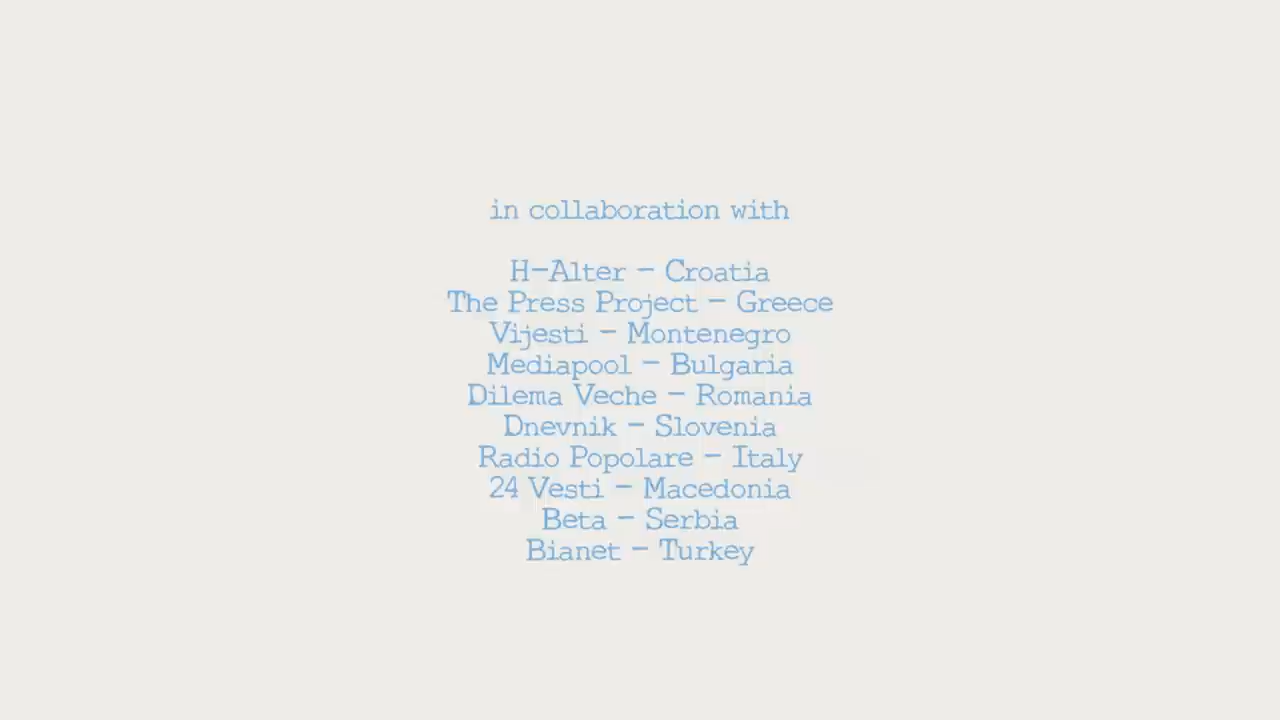 in collaboration with
H-Alter - Croatia
The Press Project - Greece
Vijesti - Montenegro
Mediapool - Bulgaria
Dilema Veche - Romania
Dnevnik - Slovenia
Radio Popolare - Italy
24 Vesti - Macedonia
Beta - Serbia
Bianet - Turkey